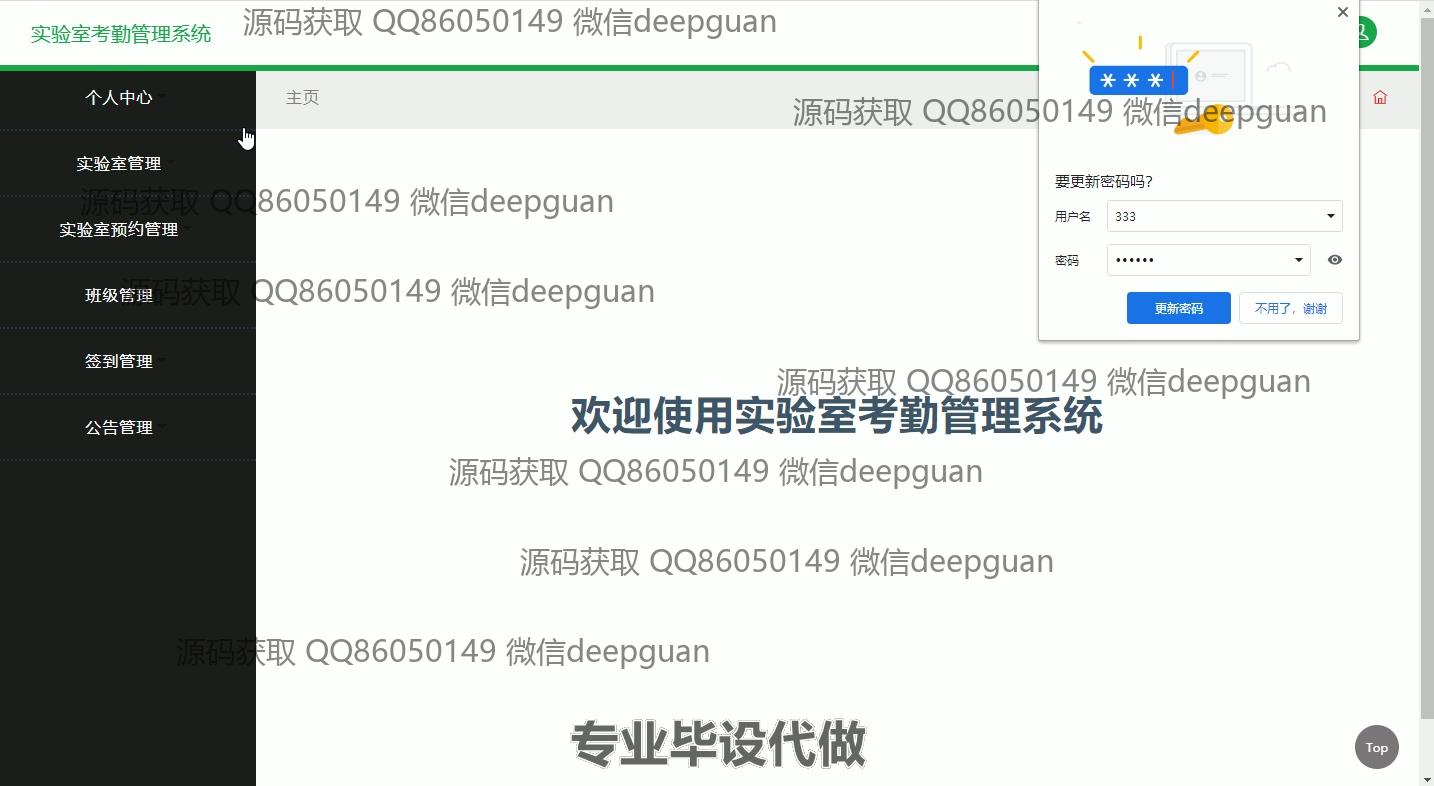 源码获取 QQ86050149 微信deepguan
实验室考勤管理系统
个人中心
主页
源码获取 QQ86050149 微信deepguan
实验室管理
要更新密码吗?
源码获取 QQ86050149 微信deepguan
用户名 333
实验室预约管理
密码 ••••••
班级管理
源码获取 QQ86050149 微信deepguan
更新密码 不用了，谢谢
签到管理
源码获取 QQ86050149 微信deepguan
欢迎使用实验室考勤管理系统
公告管理
源码获取 QQ86050149 微信deepguan
源码获取 QQ86050149 微信deepguan
源码获取 QQ86050149 微信deepguan
专业毕设代做
Top